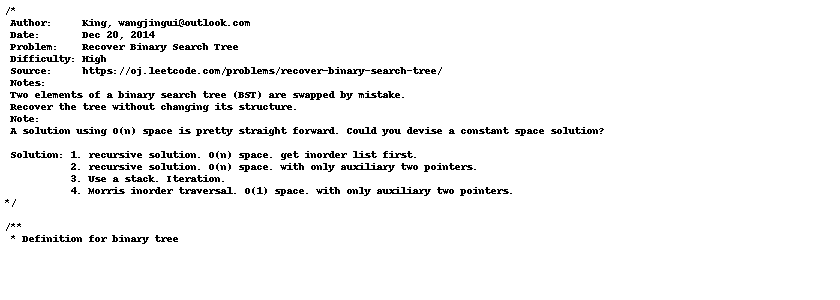 /*
 Author:     King, wangjingui@outlook.com
 Date:       Dec 20, 2014
 Problem:    Recover Binary Search Tree
 Difficulty: High
 Source:     https://oj.leetcode.com/problems/recover-binary-search-tree/
 Notes:
 Two elements of a binary search tree (BST) are swapped by mistake.
 Recover the tree without changing its structure.
 Note:
 A solution using O(n) space is pretty straight forward. Could you devise a constant space solution?

 Solution: 1. recursive solution. O(n) space. get inorder list first.
           2. recursive solution. O(n) space. with only auxiliary two pointers.
           3. Use a stack. Iteration.
           4. Morris inorder traversal. O(1) space. with only auxiliary two pointers.
*/

/**
 * Definition for binary tree